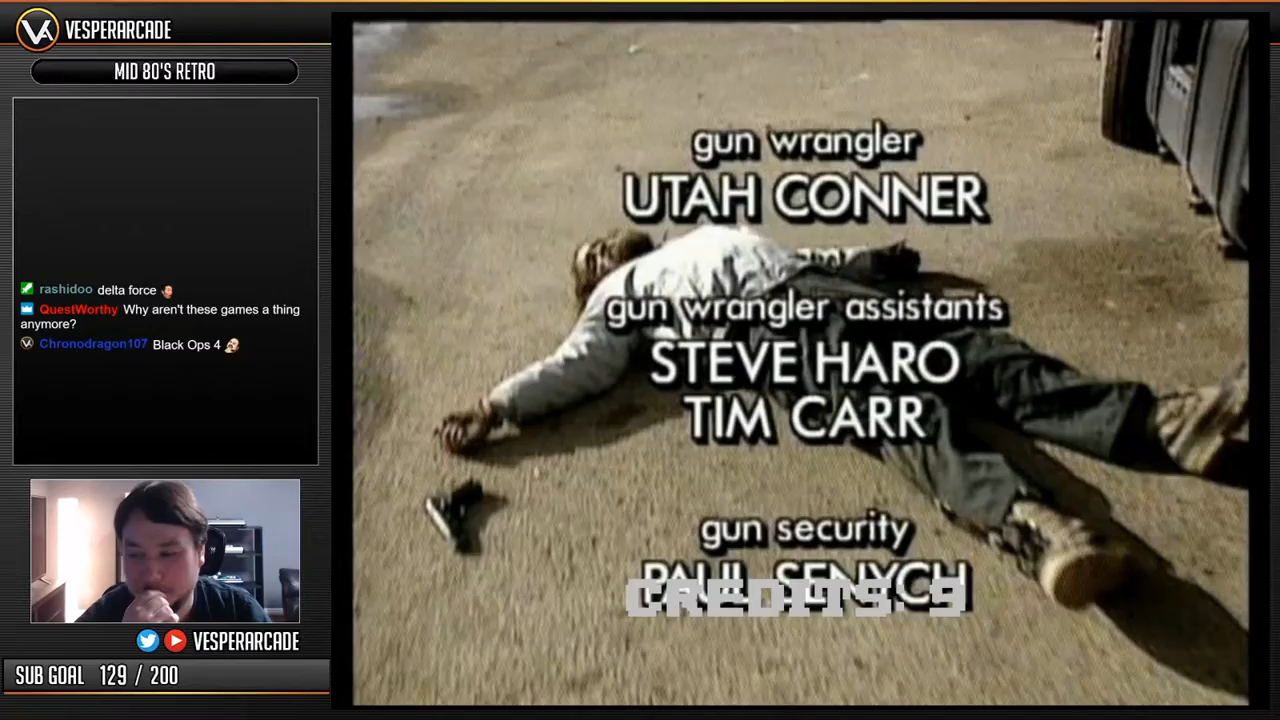 VESPERARCADE
MID 80'S RETRO
rashidoo delta force
QuestWorthy Why aren't these games a thing
anymore?
Chronodragon107 Black Ops 4
VESPERARCADE
SUB GOAL 129 / 200
gun wrangler
UTAH CONNER
gun wrangler assistants
STEVE HARO
TIM CARR
gun security
PAUL SENYCH
CREDITS: 9